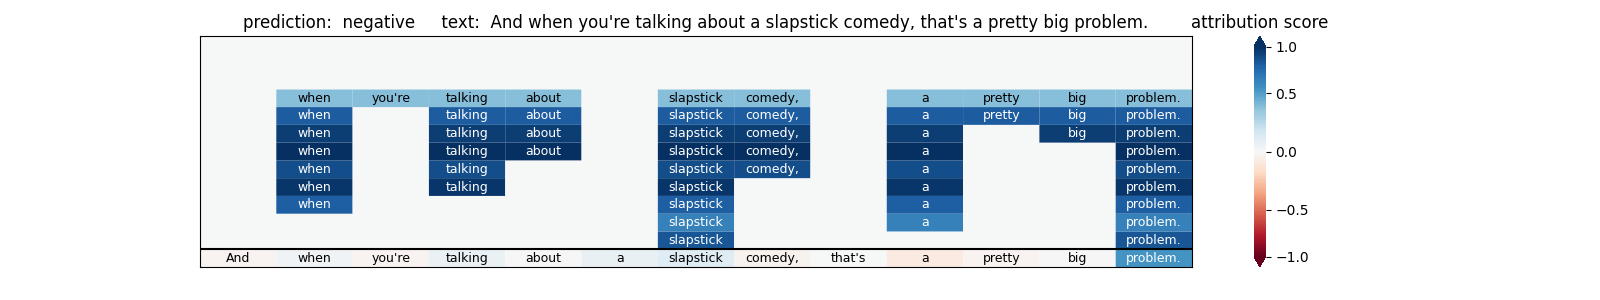 prediction: negative text: And when you're talking about a slapstick comedy, that's a pretty big problem. attribution score
when you're talking about slapstick comedy, a pretty big problem. 1.0
when talking about slapstick comedy, a pretty big problem.
when talking about slapstick comedy, a big problem. 0.5
when talking about slapstick comedy, a problem. 0.0
when talking slapstick comedy, a problem.
when talking slapstick a problem.
when slapstick a problem. −0.5
slapstick a problem.
slapstick problem.
And when you're talking about a slapstick comedy, that's a pretty big problem. −1.0